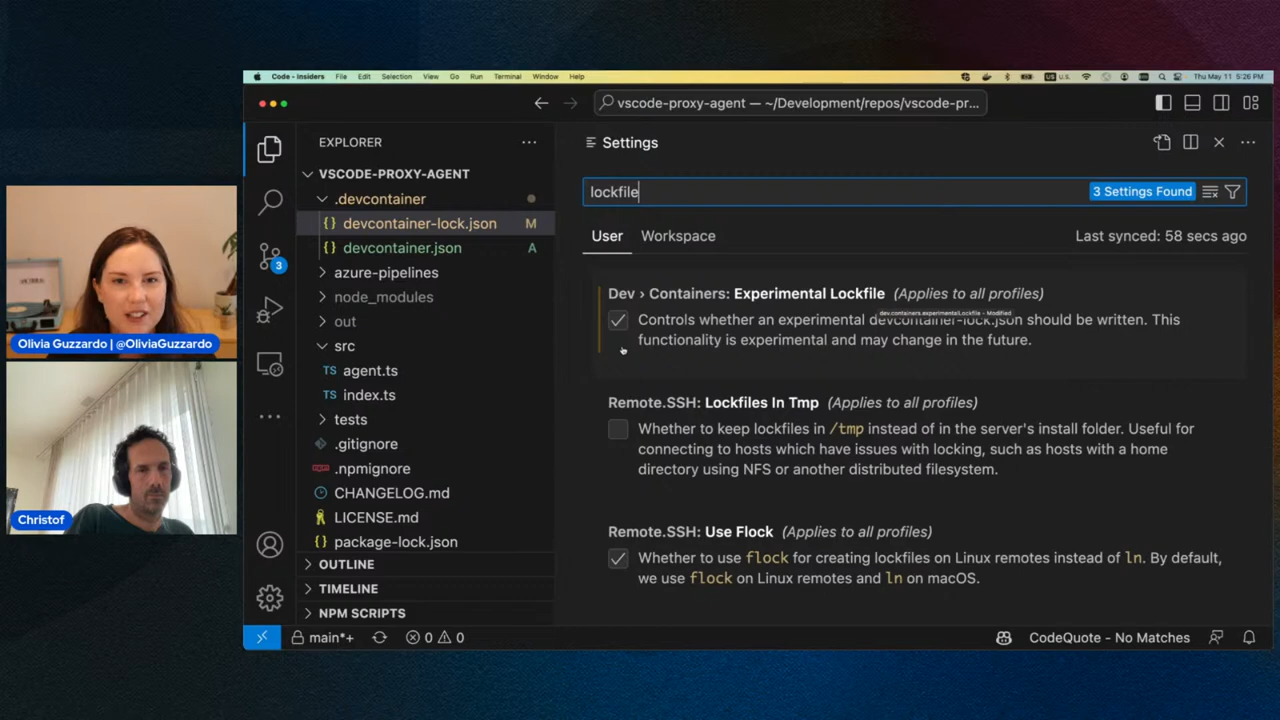 Code - Insiders File Edit Selection View Go Run Terminal Window Help
U.S. Thu May 11 5:26 PM
vscode-proxy-agent — ~/Development/repos/vscode-pr...
EXPLORER
VSCODE-PROXY-AGENT
.devcontainer
devcontainer-lock.json M
devcontainer.json A
azure-pipelines
node_modules
out
src
agent.ts
index.ts
tests
.gitignore
.npmignore
CHANGELOG.md
LICENSE.md
package-lock.json
OUTLINE
TIMELINE
NPM SCRIPTS
3
Settings
lockfile
3 Settings Found
User Workspace
Last synced: 58 secs ago
Dev › Containers: Experimental Lockfile (Applies to all profiles)
dev.containers.experimentalLockfile - Modified
Controls whether an experimental devcontainer-lock.json should be written. This
functionality is experimental and may change in the future.
Remote.SSH: Lockfiles In Tmp (Applies to all profiles)
Whether to keep lockfiles in /tmp instead of in the server's install folder. Useful for
connecting to hosts which have issues with locking, such as hosts with a home
directory using NFS or another distributed filesystem.
Remote.SSH: Use Flock (Applies to all profiles)
Whether to use flock for creating lockfiles on Linux remotes instead of ln. By default,
we use flock on Linux remotes and ln on macOS.
main*+ 0 0
CodeQuote - No Matches
Olivia Guzzardo | @OliviaGuzzardo
Christof